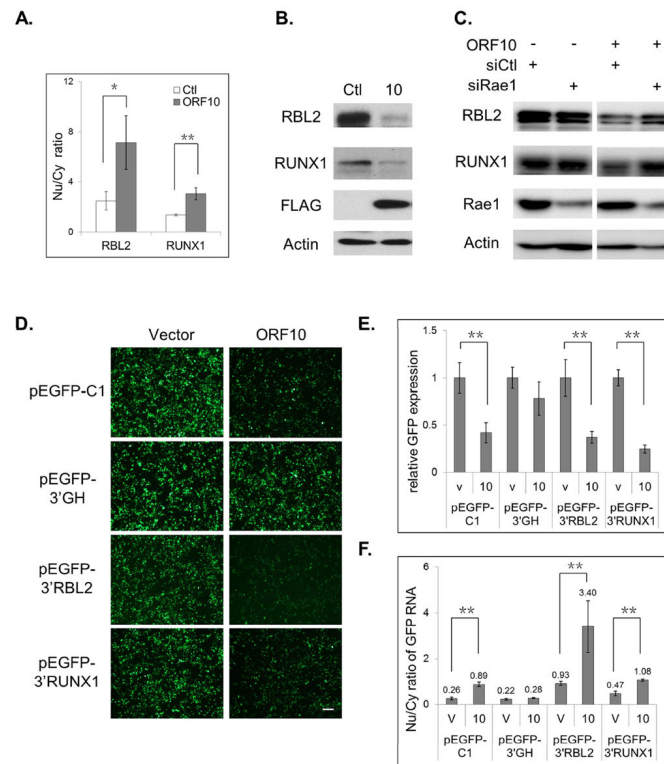 A.
12
8
4
0
Nu/Cy ratio
*
**
Ctl
ORF10
RBL2 RUNX1
B.
Ctl 10
RBL2
RUNX1
FLAG
Actin
C.
ORF10 - - + +
siCtl + +
siRae1 + +
RBL2
RUNX1
Rae1
Actin
D.
Vector ORF10
pEGFP-C1
pEGFP-
3'GH
pEGFP-
3'RBL2
pEGFP-
3'RUNX1
E.
relative GFP expression
1.5
1
0.5
0
** ** **
v 10 v 10 v 10 v 10
pEGFP- pEGFP- pEGFP- pEGFP-
C1 3'GH 3'RBL2 3'RUNX1
F.
Nu/Cy ratio of GFP RNA
6
4
2
0
** ** **
0.26 0.89 0.22 0.28 0.93 3.40 0.47 1.08
V 10 V 10 V 10 V 10
pEGFP- pEGFP- pEGFP- pEGFP-
C1 3'GH 3'RBL2 3'RUNX1